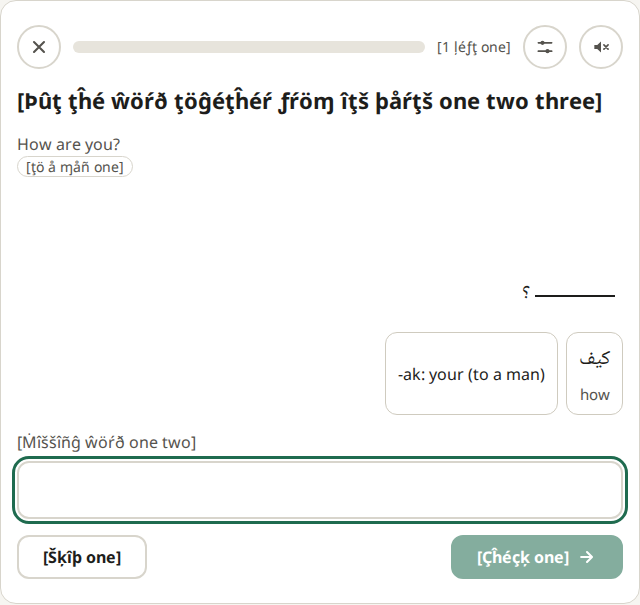 [1 ļéƒţ one]
[Þûţ ţĥé ŵöŕð ţöĝéţĥéŕ ƒŕöɱ îţš þåŕţš one two three]
How are you?
[ţö å ɱåñ one]
______ ؟
كيف
how
-ak: your (to a man)
[Ṁîššîñĝ ŵöŕð one two]
[Šķîþ one]
[Çĥéçķ one]